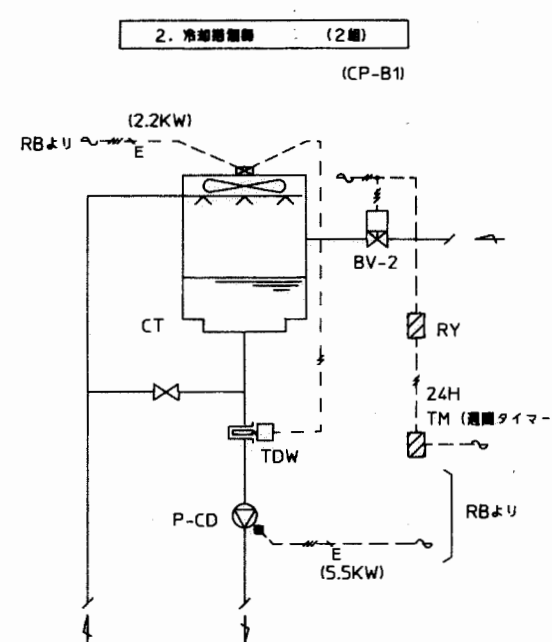 2. 冷却塔制御 (2組)
(CP-B1)
(2.2KW)
RBより
E
BV-2
CT
RY
24H
TM (週間タイマー
TDW
P-CD
RBより
E
(5.5KW)